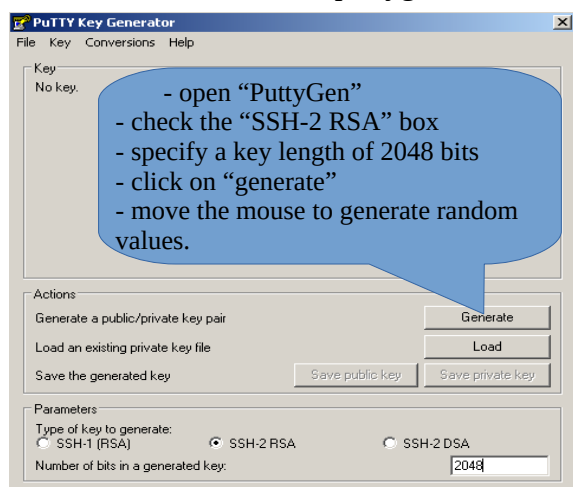 PuTTY Key Generator
File Key Conversions Help
Key
No key.
- open “PuttyGen”
- check the “SSH-2 RSA” box
- specify a key length of 2048 bits
- click on “generate”
- move the mouse to generate random
values.
Actions
Generate a public/private key pair
Generate
Load an existing private key file
Load
Save the generated key
Save public key
Save private key
Parameters
Type of key to generate:
SSH-1 (RSA)
SSH-2 RSA
SSH-2 DSA
Number of bits in a generated key:
2048